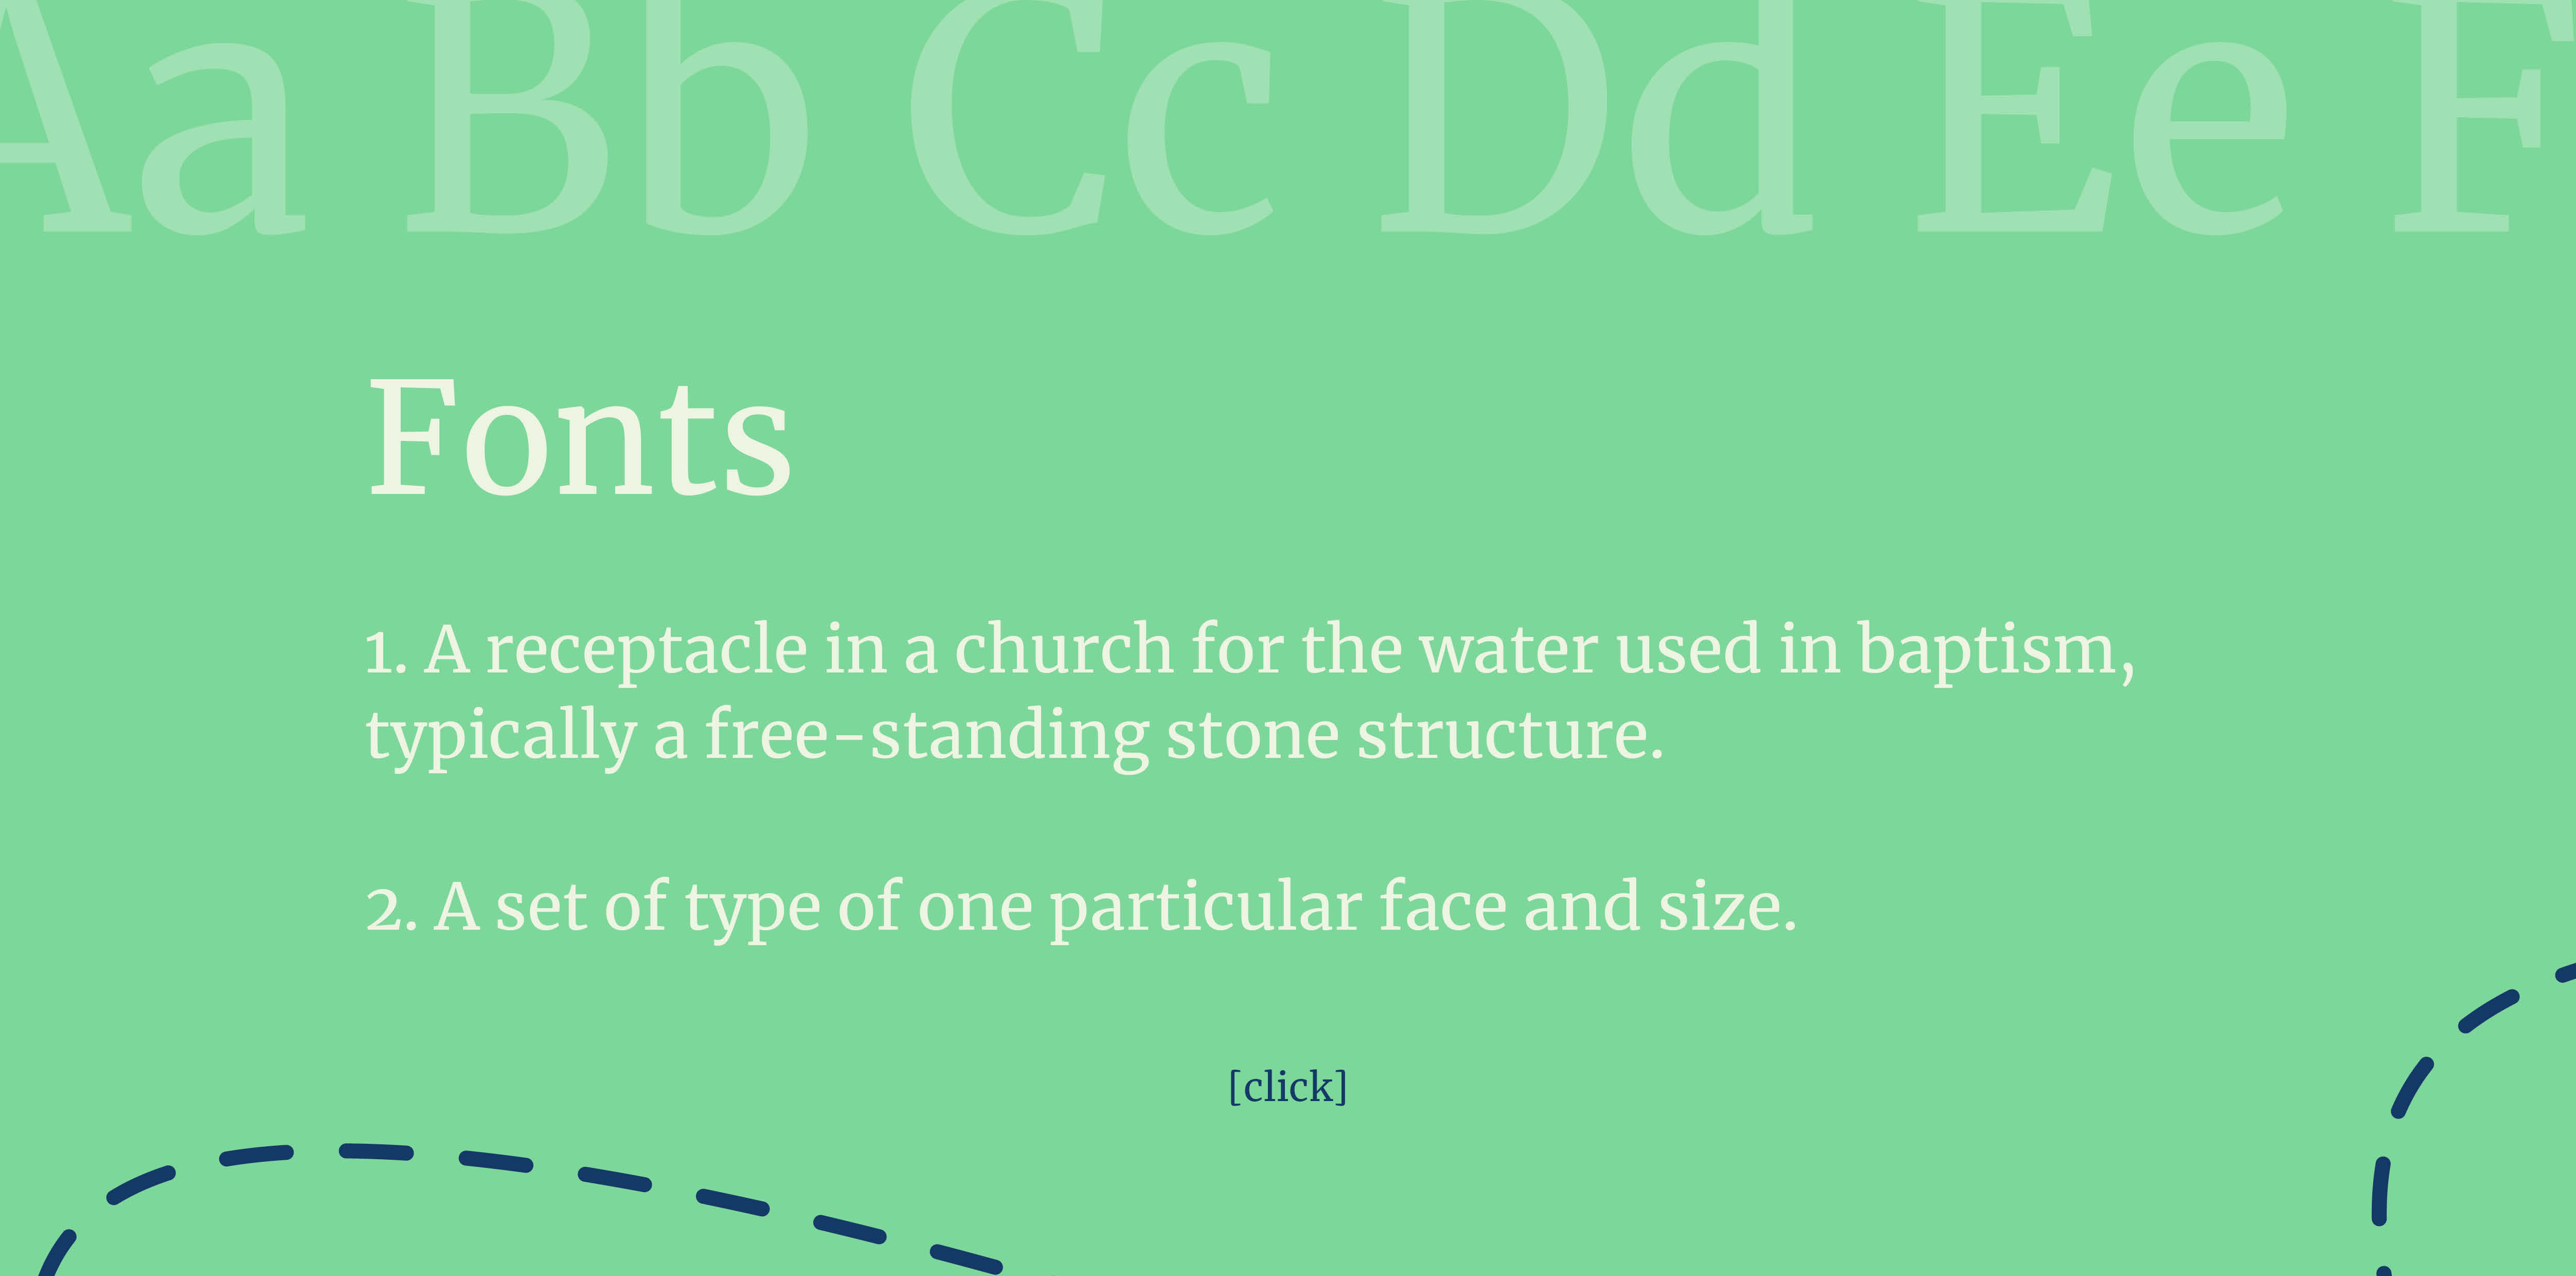 Aa Bb Cc Dd Ee F
Fonts
1. A receptacle in a church for the water used in baptism,
typically a free-standing stone structure.
2. A set of type of one particular face and size.
[click]